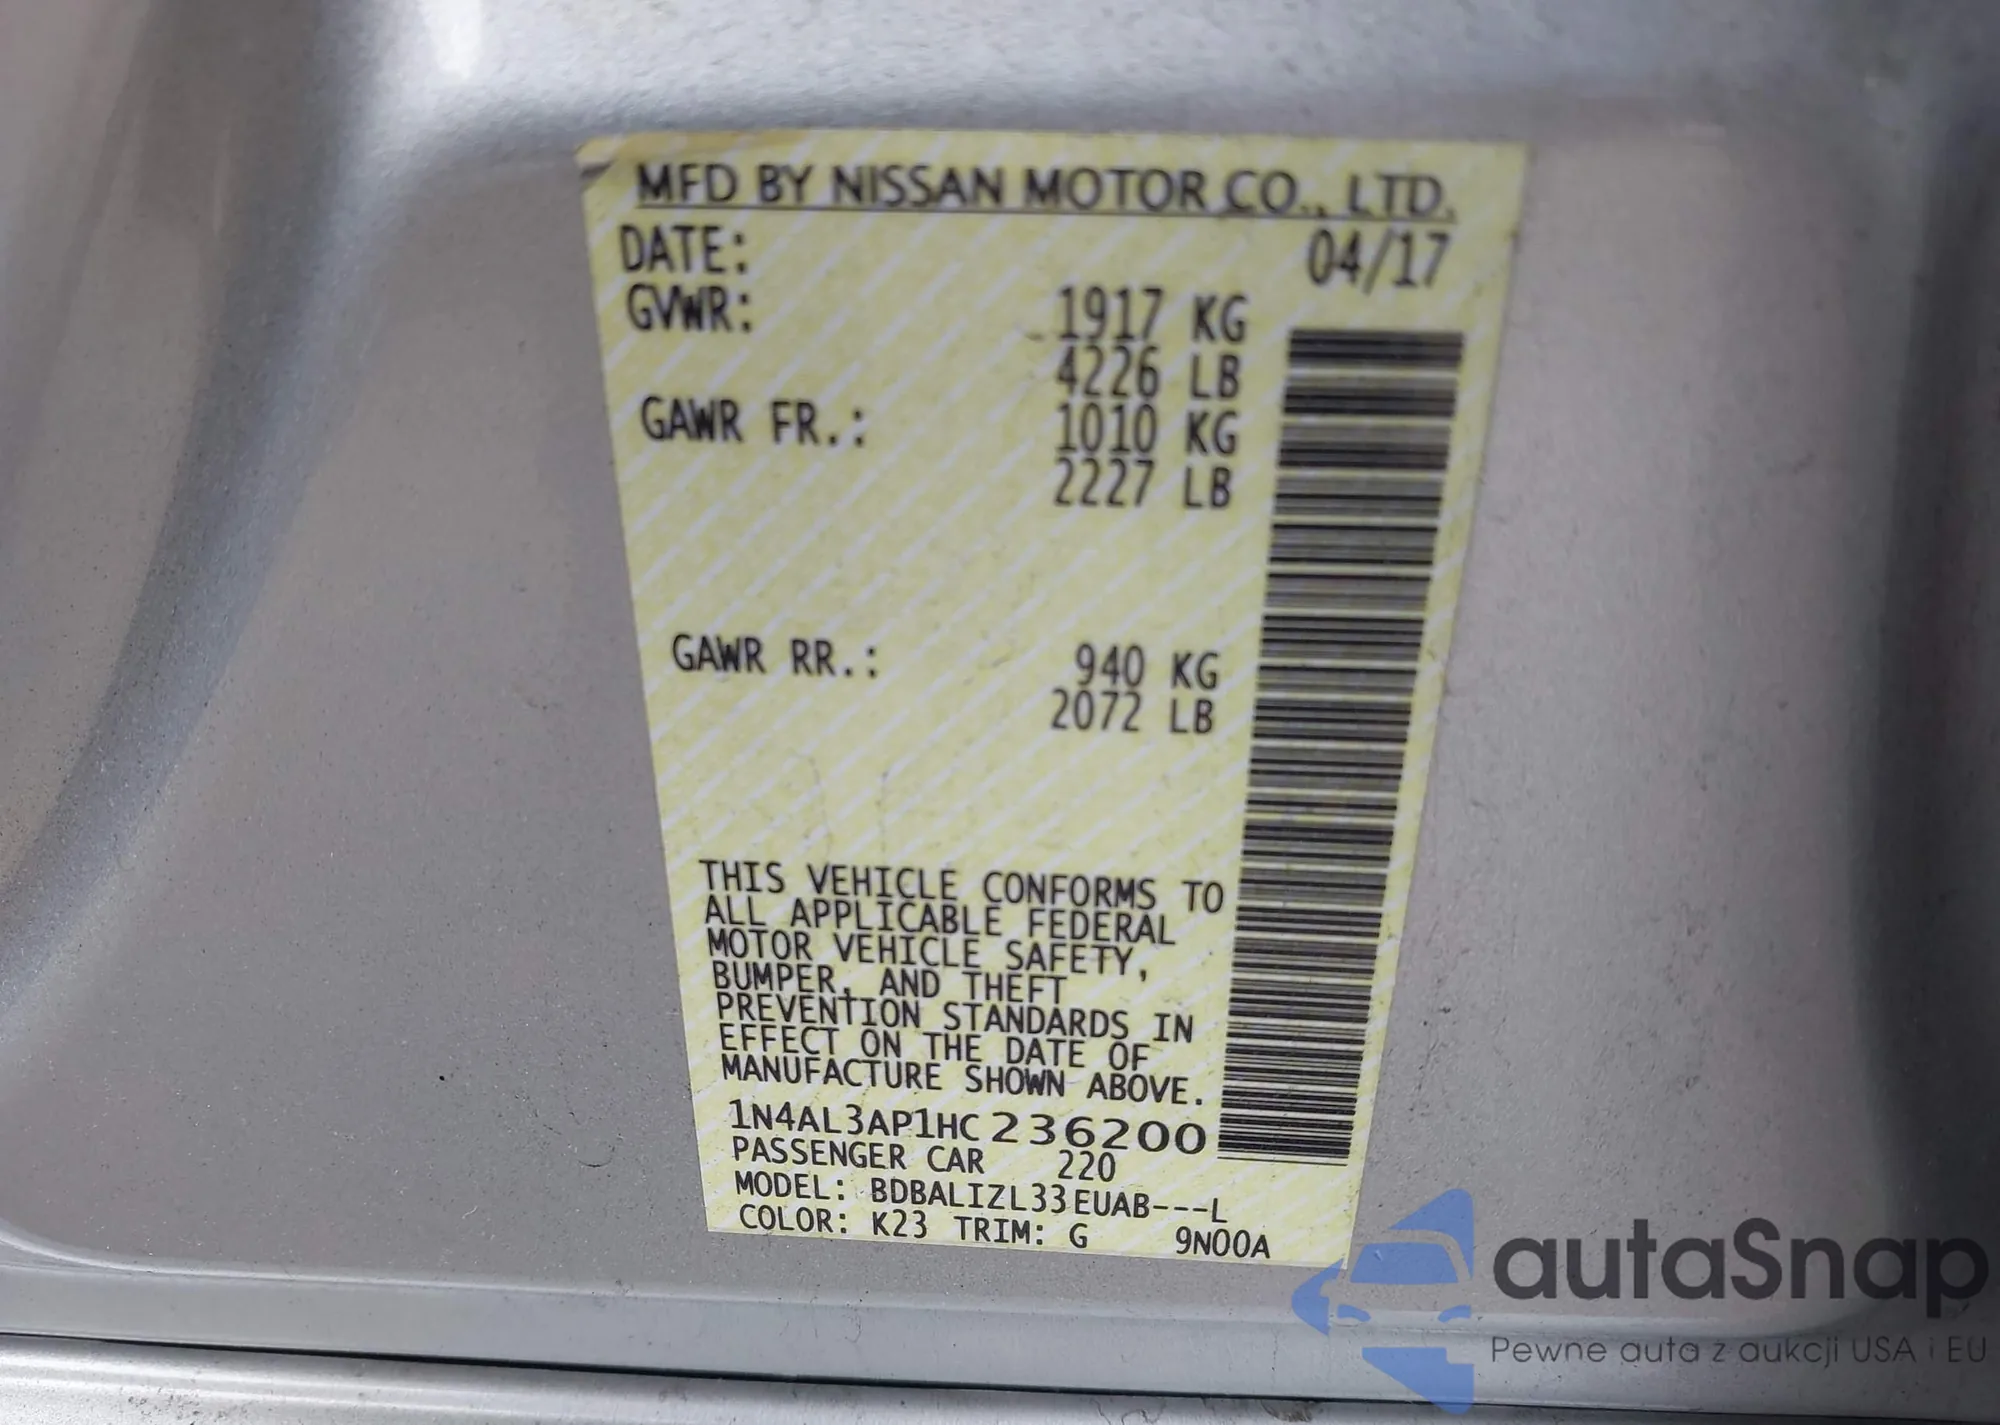 MFD BY NISSAN MOTOR CO., LTD.
DATE: 04/17
GVWR: 1917 KG
4226 LB
GAWR FR.: 1010 KG
2227 LB
GAWR RR.: 940 KG
2072 LB
THIS VEHICLE CONFORMS TO
ALL APPLICABLE FEDERAL
MOTOR VEHICLE SAFETY,
BUMPER, AND THEFT
PREVENTION STANDARDS IN
EFFECT ON THE DATE OF
MANUFACTURE SHOWN ABOVE.
1N4AL3AP1HC236200
PASSENGER CAR 220
MODEL: BDBALIZL33EUAB---L
COLOR: K23 TRIM: G 9N00A
autaSnap
Pewne auta z aukcji USA i EU